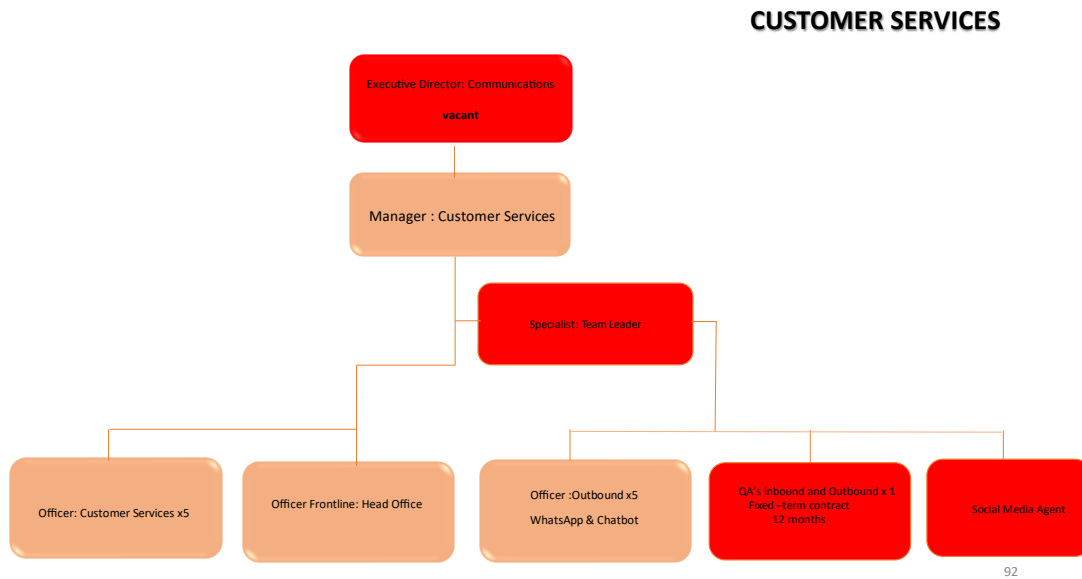 CUSTOMER SERVICES
Executive Director: Communications
vacant
Manager : Customer Services
Specialist: Team Leader
Officer: Customer Services x5
Officer Frontline: Head Office
Officer :Outbound x5
WhatsApp & Chatbot
QA's Inbound and Outbound x 1
Fixed –term contract
12 months
Social Media Agent
92